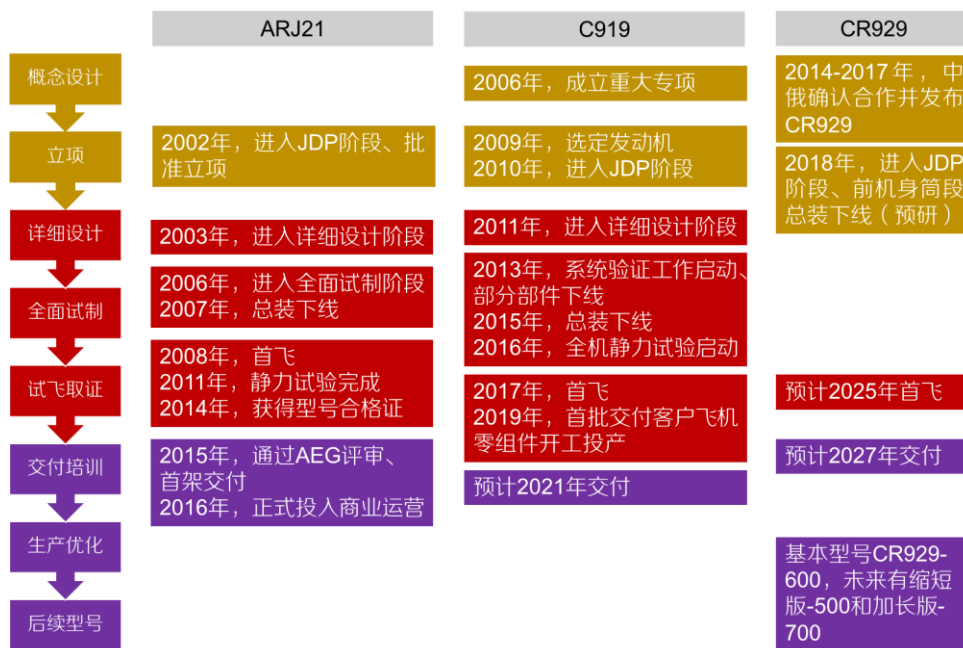 ARJ21
C919
CR929
概念设计
立项
详细设计
全面试制
试飞取证
交付培训
生产优化
后续型号
2002年，进入JDP阶段、批
准立项
2003年，进入详细设计阶段
2006年，进入全面试制阶段
2007年，总装下线
2008年，首飞
2011年，静力试验完成
2014年，获得型号合格证
2015年，通过AEG评审、
首架交付
2016年，正式投入商业运营
2006年，成立重大专项
2009年，选定发动机
2010年，进入JDP阶段
2011年，进入详细设计阶段
2013年，系统验证工作启动、
部分部件下线
2015年，总装下线
2016年，全机静力试验启动
2017年，首飞
2019年，首批交付客户飞机
零组件开工投产
预计2021年交付
2014-2017年，中
俄确认合作并发布
CR929
2018年，进入JDP
阶段、前机身筒段
总装下线（预研）
预计2025年首飞
预计2027年交付
基本型号CR929-
600，未来有缩短
版-500和加长版-
700